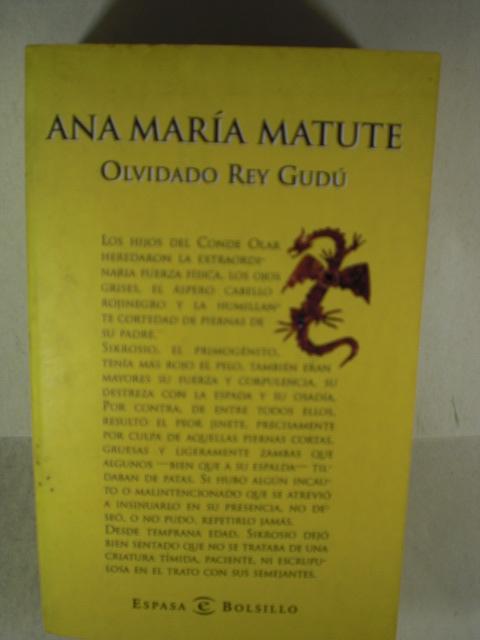 ANA MARÍA MATUTE
OLVIDADO REY GUDÚ
LOS HIJOS DEL CONDE OLAR
HEREDARON LA EXTRAORDI-
NARIA FUERZA FÍSICA, LOS OJOS
GRISES, EL ÁSPERO CABELLO
ROJINEGRO Y LA HUMILLAN-
TE CORTEDAD DE PIERNAS DE
SU PADRE.
SIKROSIO, EL PRIMOGÉNITO,
TENÍA MÁS ROJO EL PELO, TAMBIÉN ERAN
MAYORES SU FUERZA Y CORPULENCIA, SU
DESTREZA CON LA ESPADA Y SU OSADÍA.
POR CONTRA, DE ENTRE TODOS ELLOS,
RESULTÓ EL PEOR JINETE, PRECISAMENTE
POR CULPA DE AQUELLAS PIERNAS CORTAS,
GRUESAS Y LIGERAMENTE ZAMBAS QUE
ALGUNOS —BIEN QUE A SU ESPALDA— TIL-
DABAN DE PATAS. SI HUBO ALGÚN INCAU-
TO O MALINTENCIONADO QUE SE ATREVIÓ
A INSINUARLO EN SU PRESENCIA, NO DE-
SEÓ, O NO PUDO, REPETIRLO JAMÁS.
DESDE TEMPRANA EDAD, SIKROSIO DEJÓ
BIEN SENTADO QUE NO SE TRATABA DE UNA
CRIATURA TÍMIDA, PACIENTE, NI ESCRUPU-
LOSA EN EL TRATO CON SUS SEMEJANTES.
ESPASA e BOLSILLO